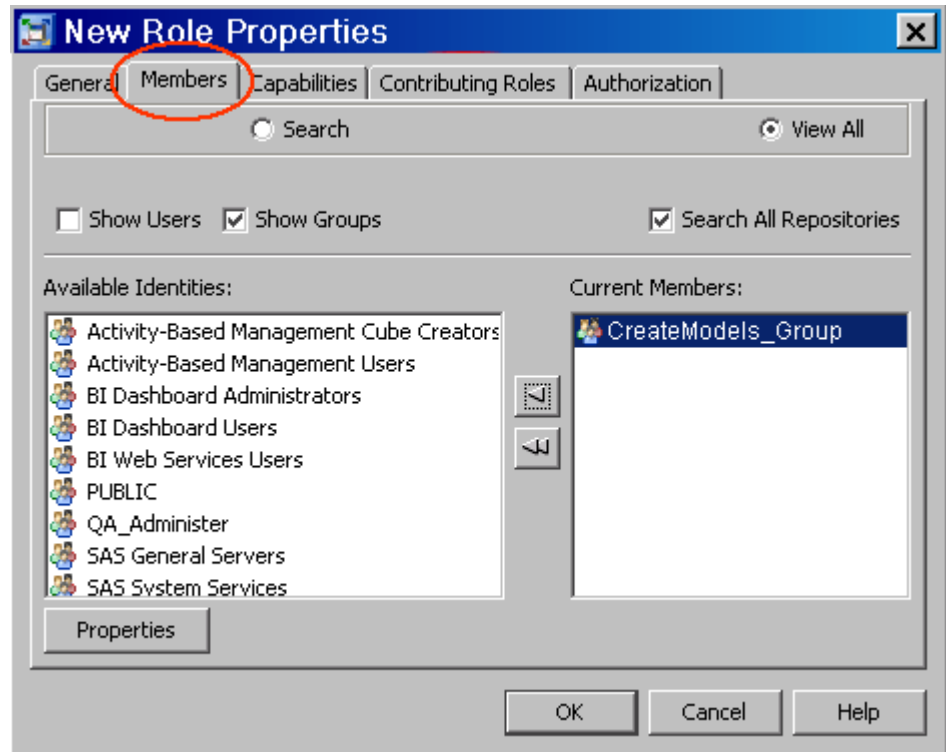 New Role Properties
General Members Capabilities Contributing Roles Authorization
Search View All
Show Users Show Groups Search All Repositories
Available Identities: Current Members:
Activity-Based Management Cube Creators CreateModels_Group
Activity-Based Management Users
BI Dashboard Administrators
BI Dashboard Users
BI Web Services Users
PUBLIC
QA_Administer
SAS General Servers
SAS System Services
Properties
OK Cancel Help